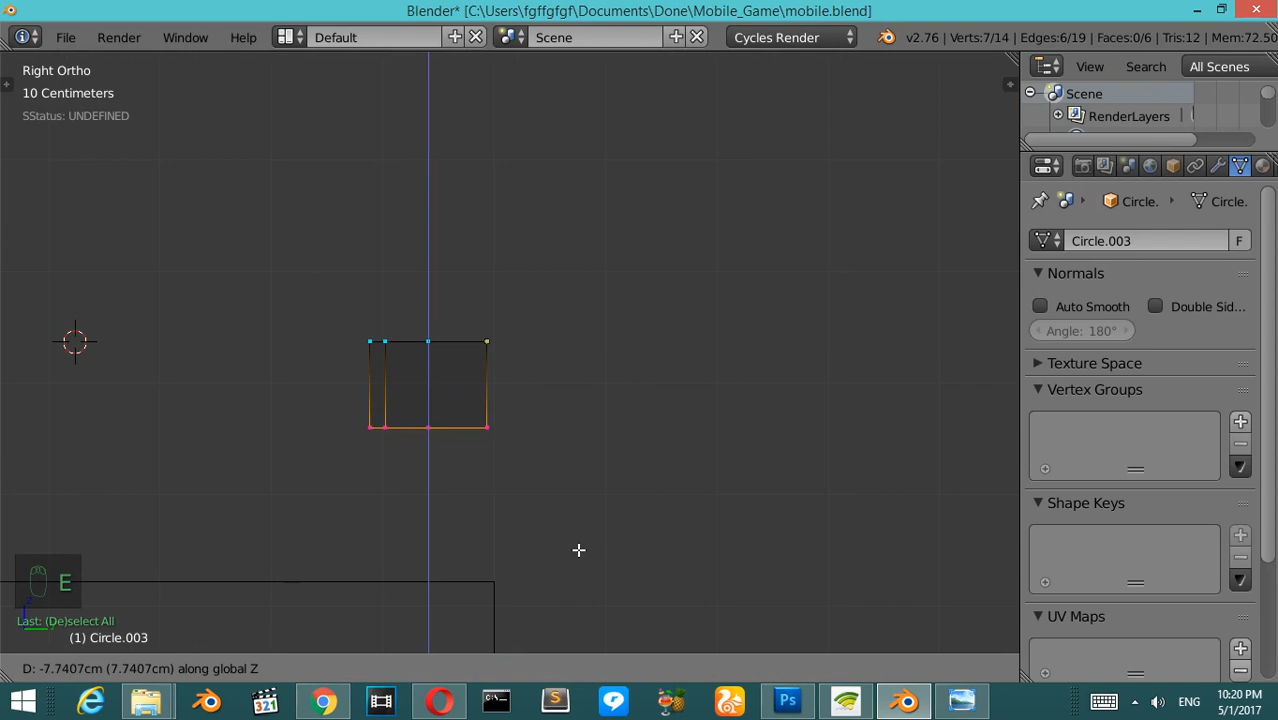 Blender* [C:\Users\fgffgfgf\Documents\Done\Mobile_Game\mobile.blend]
File Render Window Help Default Scene Cycles Render v2.76 | Verts:7/14 | Edges:6/19 | Faces:0/6 | Tris:12 | Mem:72.50
Right Ortho
10 Centimeters
SStatus: UNDEFINED
View Search All Scenes
Scene
RenderLayers
Circle. Circle.
Circle.003 F
Normals
Auto Smooth Double Sid...
Angle: 180°
Texture Space
Vertex Groups
Shape Keys
UV Maps
E
Last: (De)select All
(1) Circle.003
D: -7.7407cm (7.7407cm) along global Z
321
Ps
ENG
10:20 PM
5/1/2017